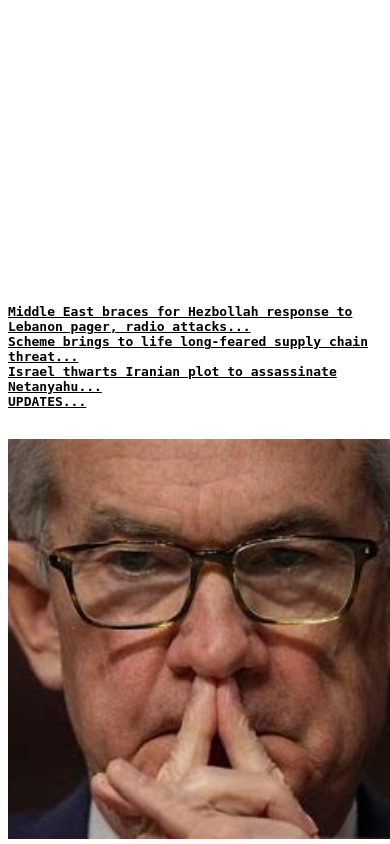 Middle East braces for Hezbollah response to
Lebanon pager, radio attacks...
Scheme brings to life long-feared supply chain
threat...
Israel thwarts Iranian plot to assassinate
Netanyahu...
UPDATES...